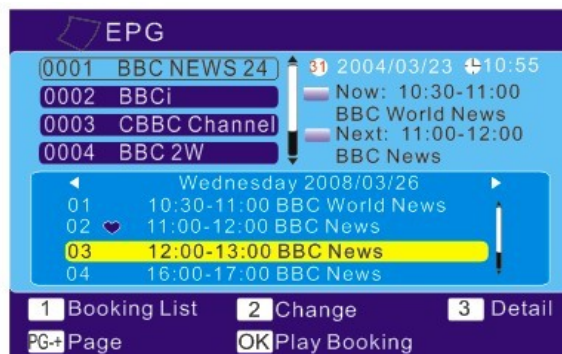 EPG
0001 BBC NEWS 24
0002 BBCi
0003 CBBC Channel
0004 BBC 2W
31 2004/03/23 10:55
Now: 10:30-11:00
BBC World News
Next: 11:00-12:00
BBC News
Wednesday 2008/03/26
01 10:30-11:00 BBC World News
02 11:00-12:00 BBC News
03 12:00-13:00 BBC News
04 16:00-17:00 BBC News
1 Booking List 2 Change 3 Detail
PG-+ Page OK Play Booking